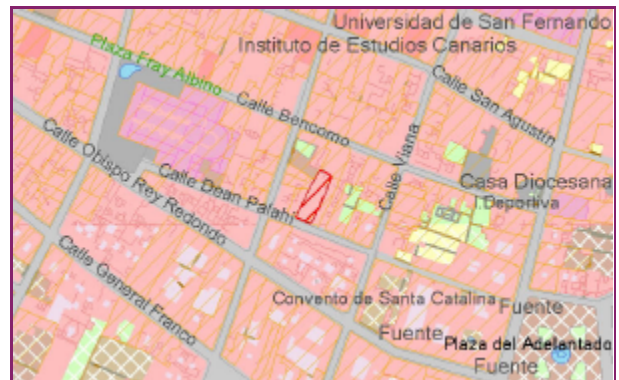 Universidad de San Fernando
Instituto de Estudios Canarios
Plaza Fray Albino
Calle San Agustín
Calle Bencomo
Calle Obispo Rey Redondo
Calle Viana
Calle Dean Palahi
Casa Diocesana
I Deportiva
Calle General Franco
Convento de Santa Catalina
Fuente
Fuente
Plaza del Adelantado
Fuente